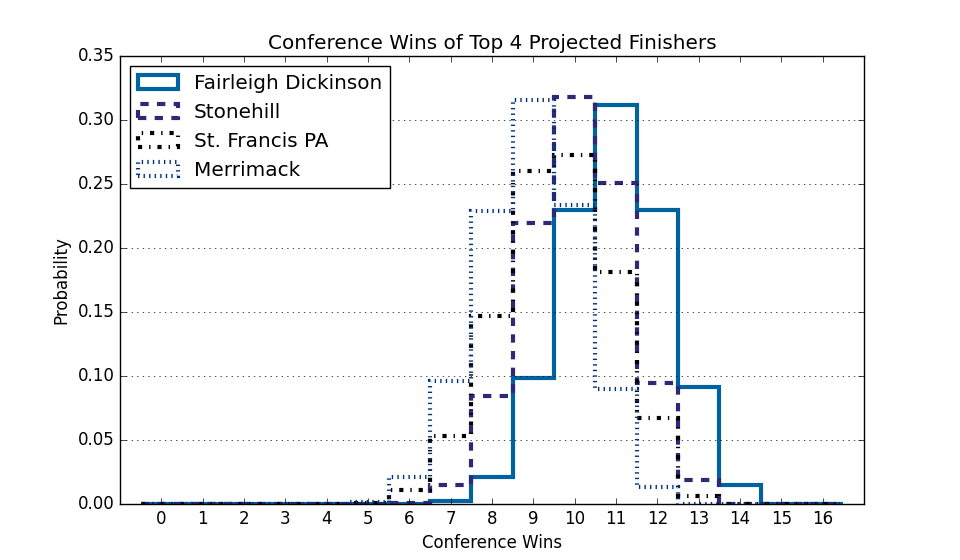 Conference Wins of Top 4 Projected Finishers
0.35
0.30
0.25
0.20
0.15
0.10
0.05
0.00
Probability
Fairleigh Dickinson
Stonehill
St. Francis PA
Merrimack
0 1 2 3 4 5 6 7 8 9 10 11 12 13 14 15 16
Conference Wins